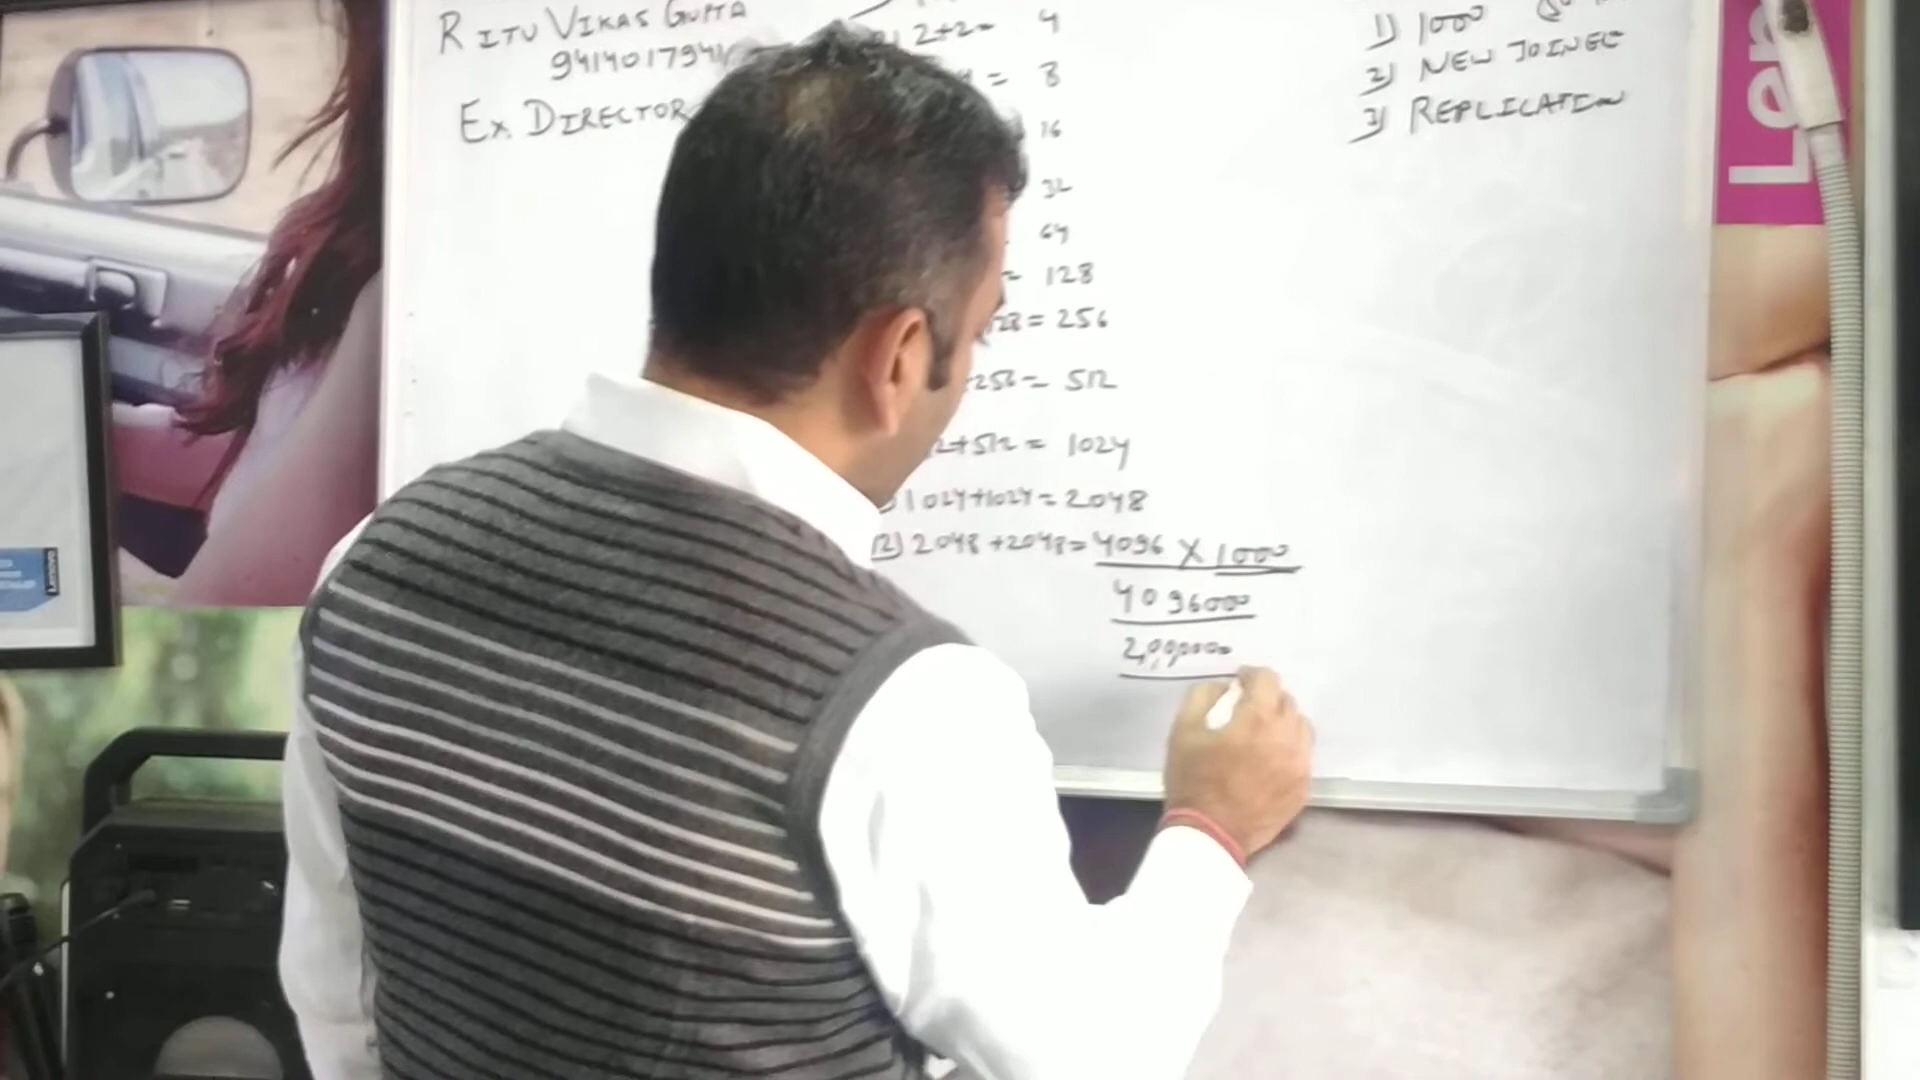 RITU VIKAS GUPTA
9414017941
EX. DIRECTOR
2+2= 4
= 8
16
32
64
= 128
128= 256
+256= 512
+512= 1024
1024+1024= 2048
12) 2048+2048= 4096 X 1000
4096000
2,00,0000
1) 1000
2) NEW JOINEE
3) REPLICATION
Len